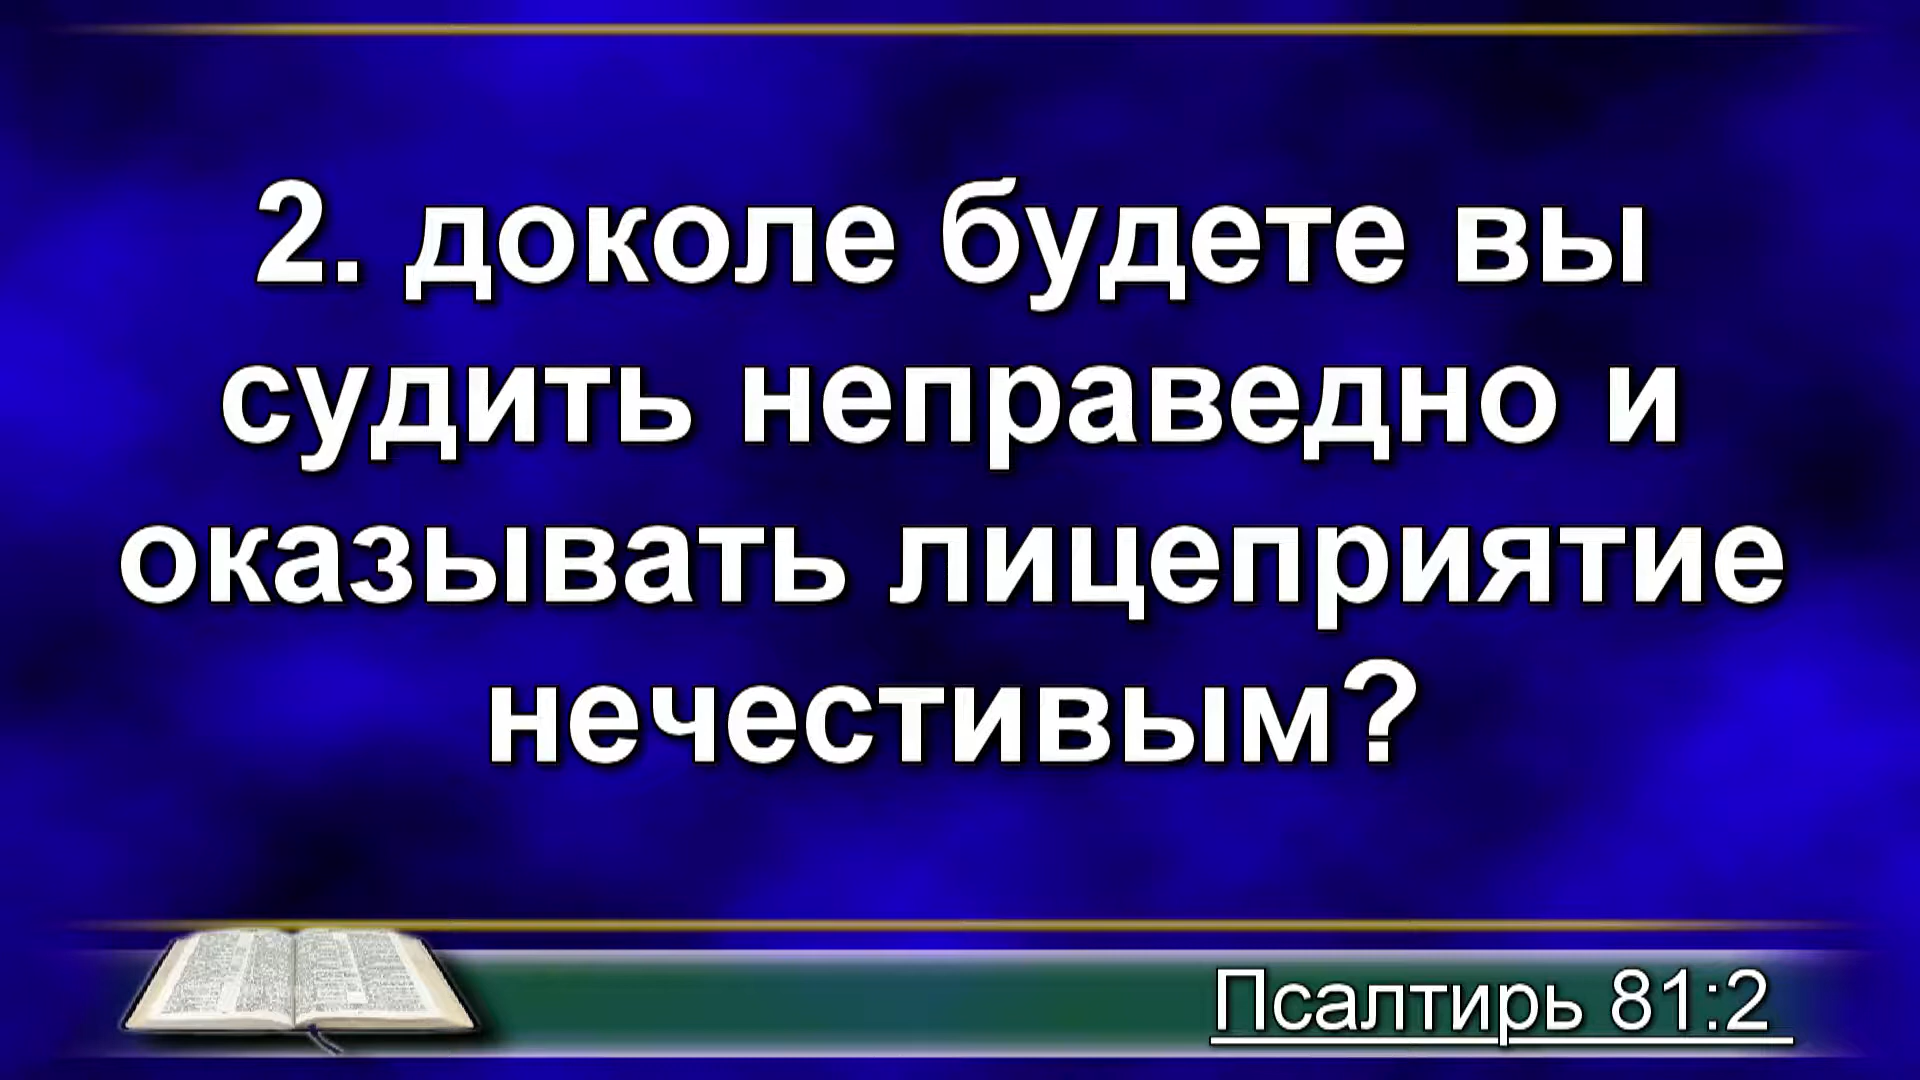 2. доколе будете вы
судить неправедно и
оказывать лицеприятие
нечестивым?
Псалтирь 81:2